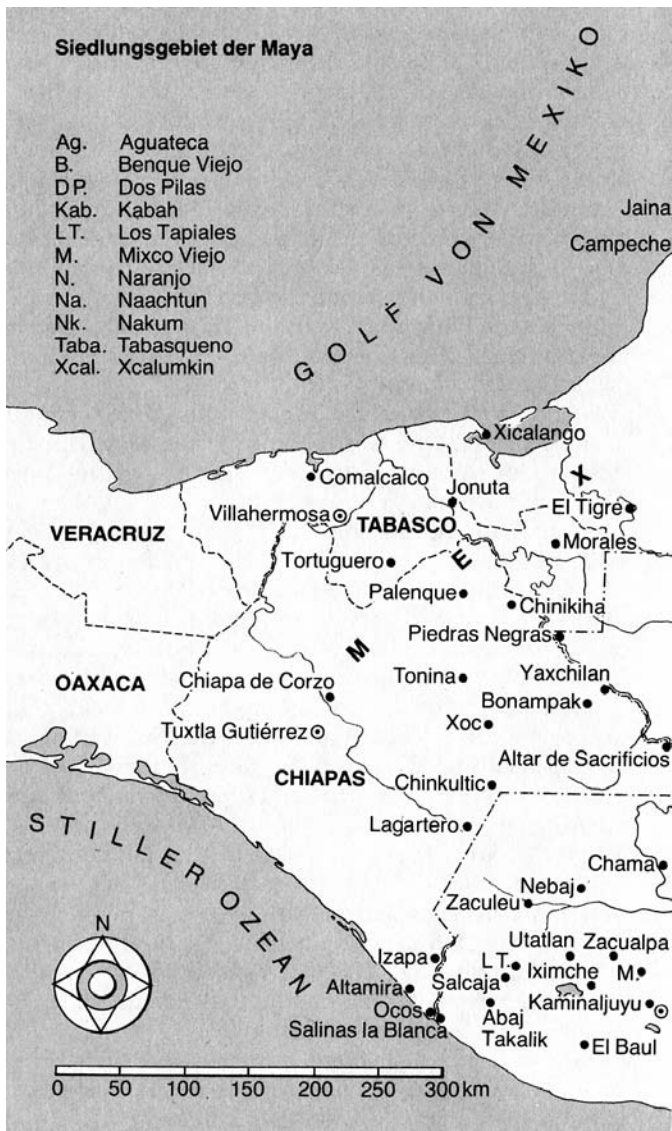 Siedlungsgebiet der Maya
Ag. Aguateca
B. Benque Viejo
DP. Dos Pilas
Kab. Kabah
LT. Los Tapiales
M. Mixco Viejo
N. Naranjo
Na. Naachtun
Nk. Nakum
Taba. Tabasqueno
Xcal. Xcalumkin
GOLF VON MEXIKO
Jaina
Campeche
Xicalango
Comalcalco
Jonuta
Villahermosa
TABASCO
El Tigre
VERACRUZ
Morales
Tortuguero
Palenque
Chinikiha
Piedras Negras
M E X
OAXACA
Chiapa de Corzo
Tonina
Yaxchilan
Bonampak
Tuxtla Gutiérrez
Xoc
Altar de Sacrificios
CHIAPAS
Chinkultic
Lagartero
STILLER OZEAN
Chama
Nebaj
Zaculeu
N
Utatlan
Zacualpa
Izapa
LT.
Iximche
M.
Altamira
Salcaja
Kaminaljuyu
Ocos
Salinas la Blanca
Abaj
Takalik
El Baul
0 50 100 150 200 250 300 km